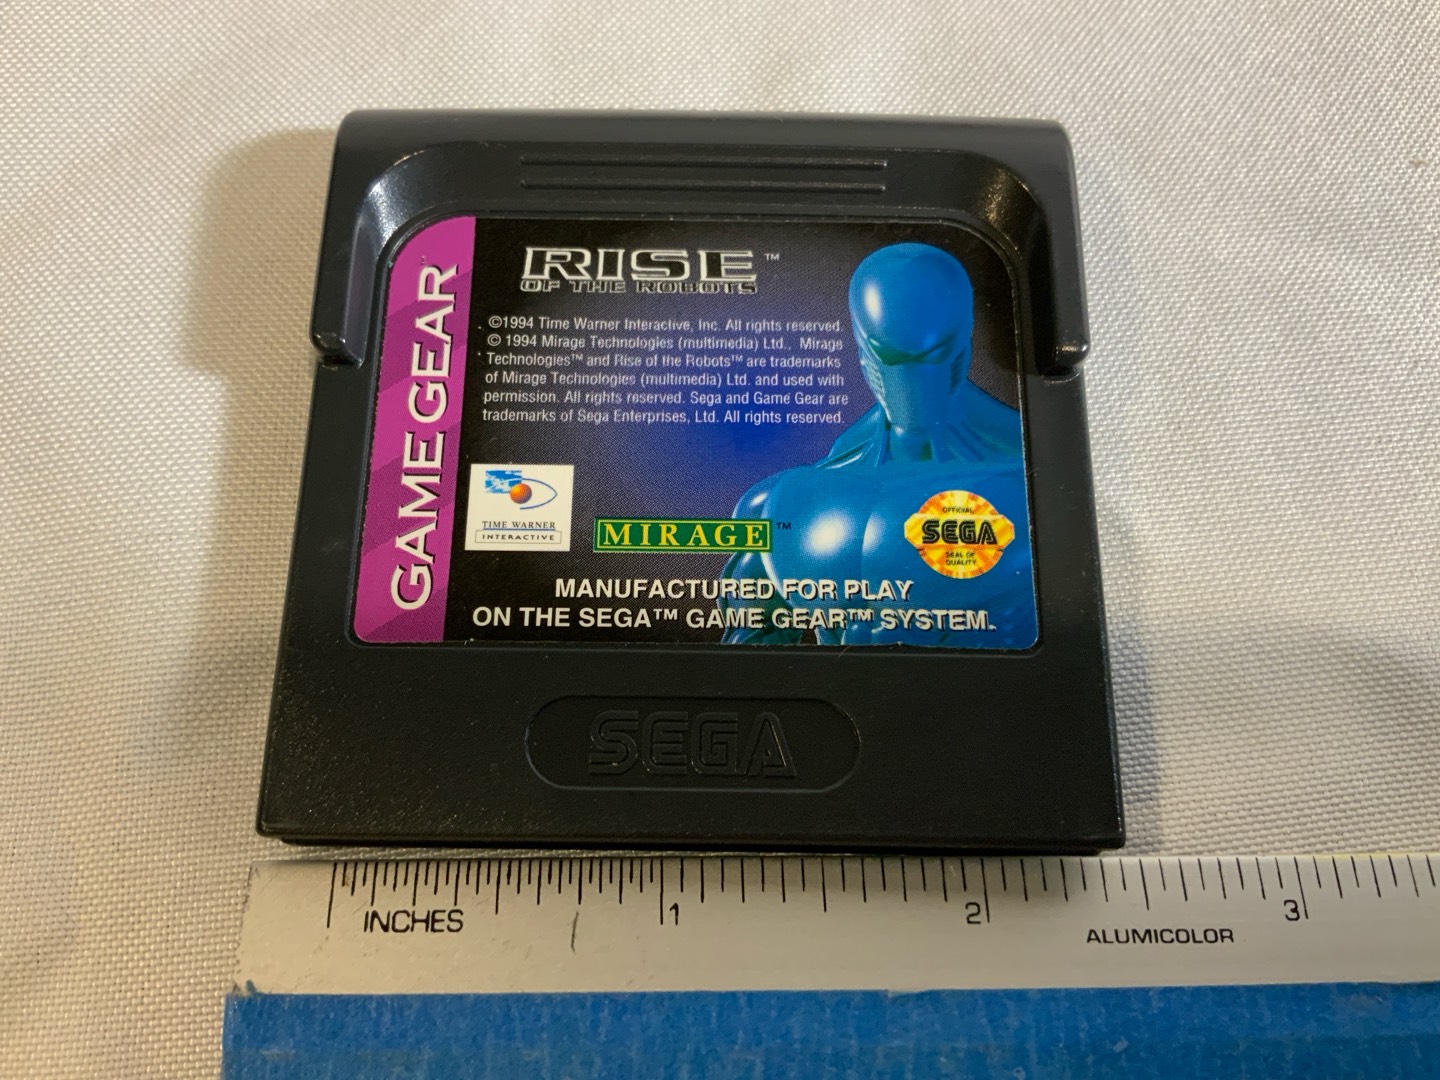 GAME GEAR
RISE™
OF THE ROBOTS
©1994 Time Warner Interactive, Inc. All rights reserved.
© 1994 Mirage Technologies (multimedia) Ltd., Mirage
Technologies™ and Rise of the Robots™ are trademarks
of Mirage Technologies (multimedia) Ltd. and used with
permission. All rights reserved. Sega and Game Gear are
trademarks of Sega Enterprises, Ltd. All rights reserved.
TIME WARNER
INTERACTIVE
MIRAGE™
OFFICIAL
SEGA
SEAL OF
QUALITY
MANUFACTURED FOR PLAY
ON THE SEGA™ GAME GEAR™ SYSTEM.
SEGA
INCHES 1 2 3
ALUMICOLOR